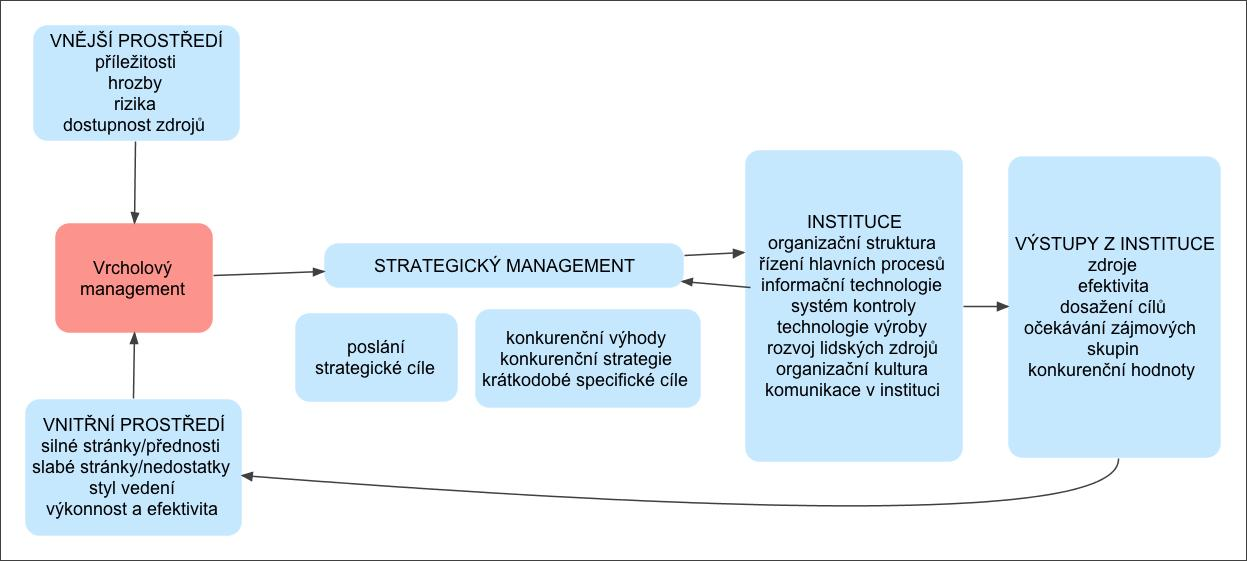 VNĚJŠÍ PROSTŘEDÍ
příležitosti
hrozby
rizika
dostupnost zdrojů
Vrcholový
management
VNITŘNÍ PROSTŘEDÍ
silné stránky/přednosti
slabé stránky/nedostatky
styl vedení
výkonnost a efektivita
STRATEGICKÝ MANAGEMENT
poslání
strategické cíle
konkurenční výhody
konkurenční strategie
krátkodobé specifické cíle
INSTITUCE
organizační struktura
řízení hlavních procesů
informační technologie
systém kontroly
technologie výroby
rozvoj lidských zdrojů
organizační kultura
komunikace v instituci
VÝSTUPY Z INSTITUCE
zdroje
efektivita
dosažení cílů
očekávání zájmových
skupin
konkurenční hodnoty